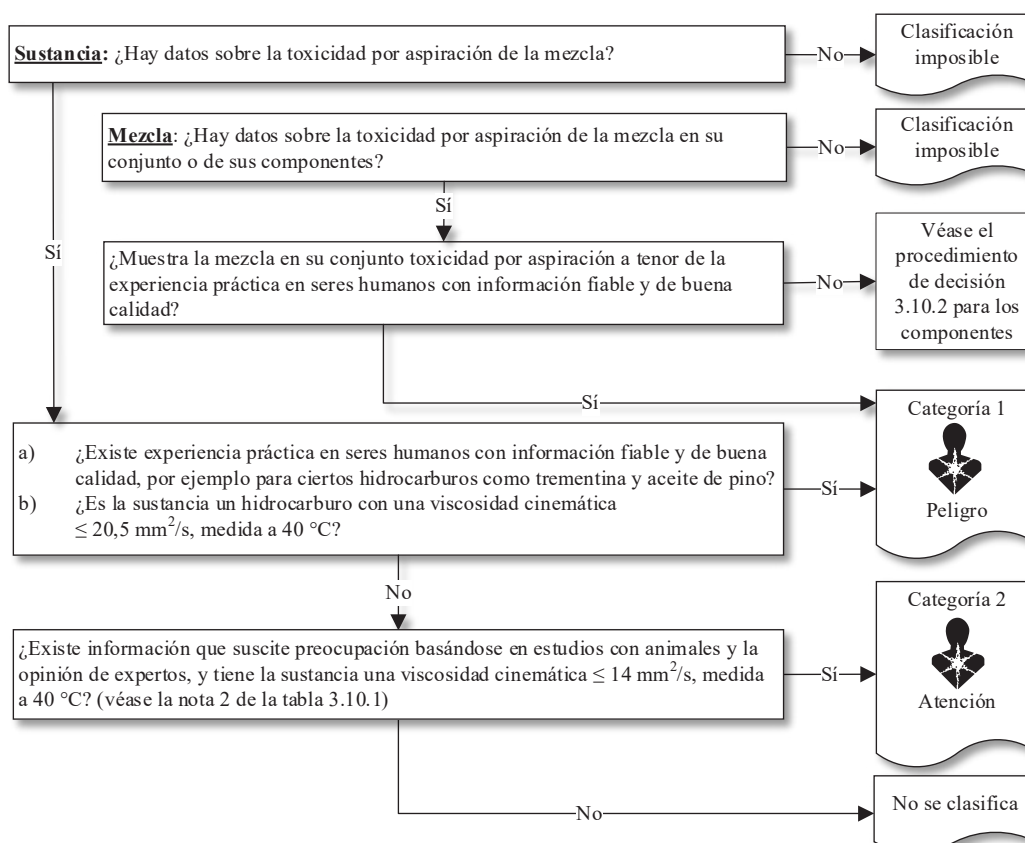 Sustancia: ¿Hay datos sobre la toxicidad por aspiración de la mezcla?
No
Clasificación
imposible
Mezcla: ¿Hay datos sobre la toxicidad por aspiración de la mezcla en su
conjunto o de sus componentes?
No
Clasificación
imposible
Sí
Sí
¿Muestra la mezcla en su conjunto toxicidad por aspiración a tenor de la
experiencia práctica en seres humanos con información fiable y de buena
calidad?
No
Véase el
procedimiento
de decisión
3.10.2 para los
componentes
Sí
Categoría 1
Peligro
a) ¿Existe experiencia práctica en seres humanos con información fiable y de buena
calidad, por ejemplo para ciertos hidrocarburos como trementina y aceite de pino?
b) ¿Es la sustancia un hidrocarburo con una viscosidad cinemática
≤ 20,5 mm²/s, medida a 40 °C?
Sí
No
¿Existe información que suscite preocupación basándose en estudios con animales y la
opinión de expertos, y tiene la sustancia una viscosidad cinemática ≤ 14 mm²/s, medida
a 40 °C? (véase la nota 2 de la tabla 3.10.1)
Sí
Categoría 2
Atención
No
No se clasifica